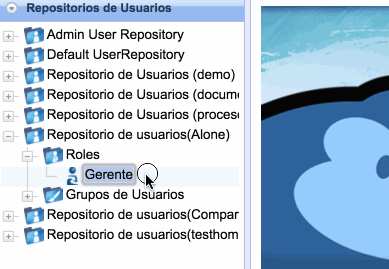 Repositorios de Usuarios
Admin User Repository
Default UserRepository
Repositorio de Usuarios (demo)
Repositorio de Usuarios (docume
Repositorio de Usuarios (proces
Repositorio de usuarios(Alone)
Roles
Gerente
Grupos de Usuarios
Repositorio de usuarios(Compar
Repositorio de usuarios(testhom